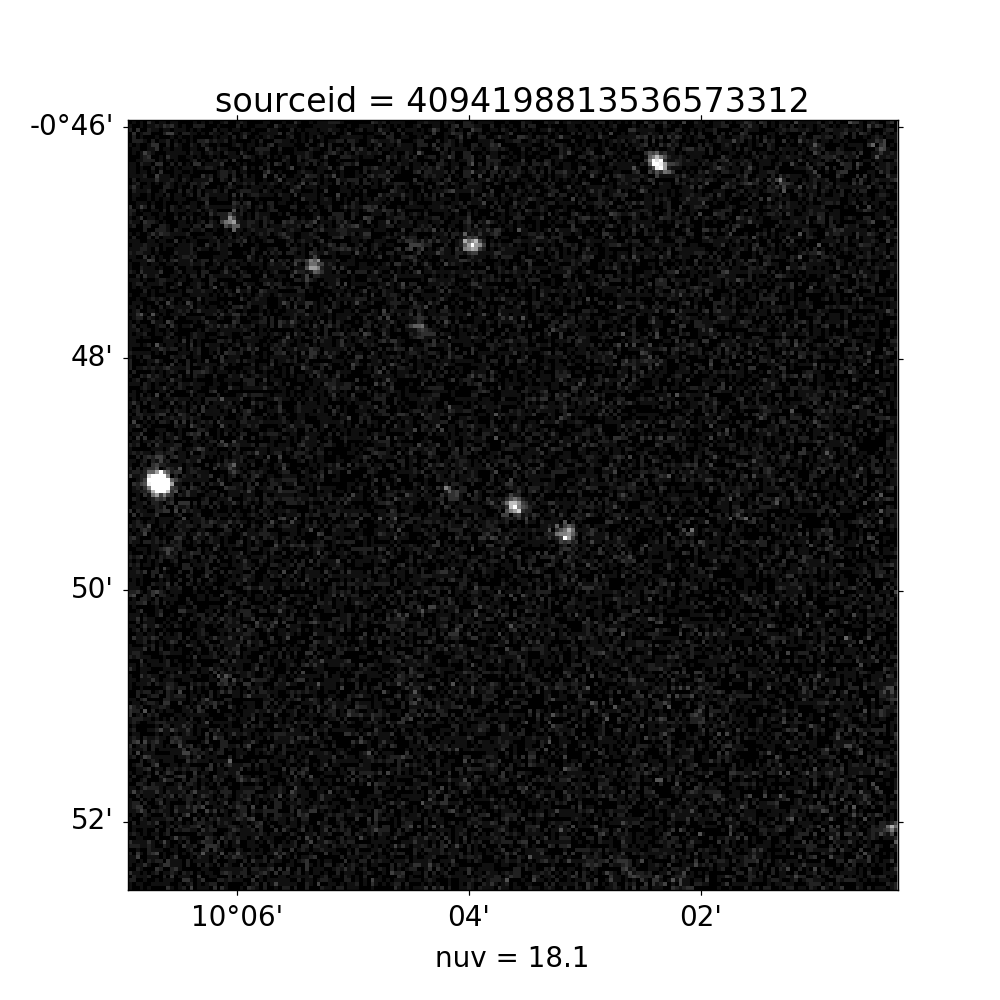 sourceid = 4094198813536573312
-0°46'
48'
50'
52'
10°06' 04' 02'
nuv = 18.1